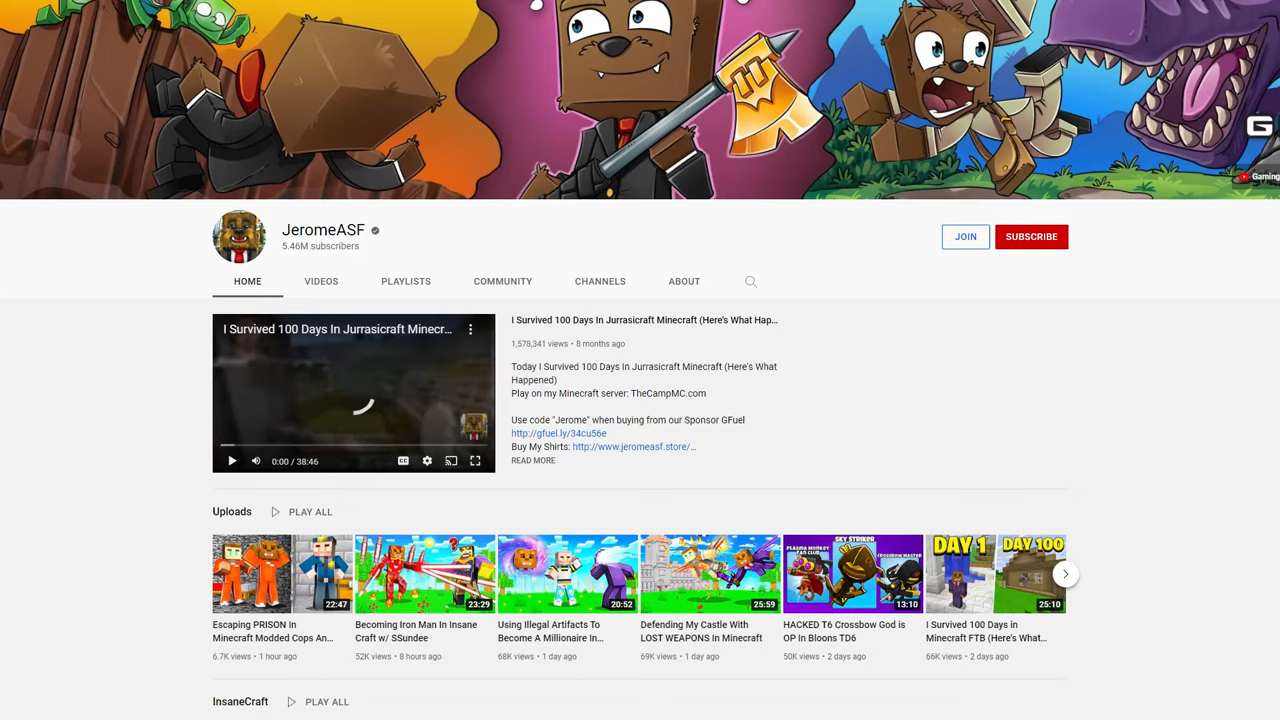 G
Gaming
JeromeASF
5.46M subscribers
JOIN
SUBSCRIBE
HOME
VIDEOS
PLAYLISTS
COMMUNITY
CHANNELS
ABOUT
I Survived 100 Days In Jurrasicraft Minecr...
0:00 / 38:46
CC
I Survived 100 Days In Jurrasicraft Minecraft (Here's What Hap...
1,578,341 views • 8 months ago
Today I Survived 100 Days In Jurrasicraft Minecraft (Here's What
Happened)
Play on my Minecraft server: TheCampMC.com
Use code "Jerome" when buying from our Sponsor GFuel
http://gfuel.ly/34cu56e
Buy My Shirts: http://www.jeromeasf.store/...
READ MORE
Uploads
PLAY ALL
22:47
Escaping PRISON In
Minecraft Modded Cops An...
6.7K views • 1 hour ago
?
23:29
Becoming Iron Man In Insane
Craft w/ SSundee
52K views • 8 hours ago
20:52
Using Illegal Artifacts To
Become A Millionaire In...
68K views • 1 day ago
25:59
Defending My Castle With
LOST WEAPONS In Minecraft
69K views • 1 day ago
PLASMA MONKEY
FAN CLUB
SKY STRIKER
CROSSBOW MASTER
13:10
HACKED T6 Crossbow God is
OP In Bloons TD6
50K views • 2 days ago
DAY 1
DAY 100
25:10
I Survived 100 Days in
Minecraft FTB (Here's What...
66K views • 2 days ago
InsaneCraft
PLAY ALL